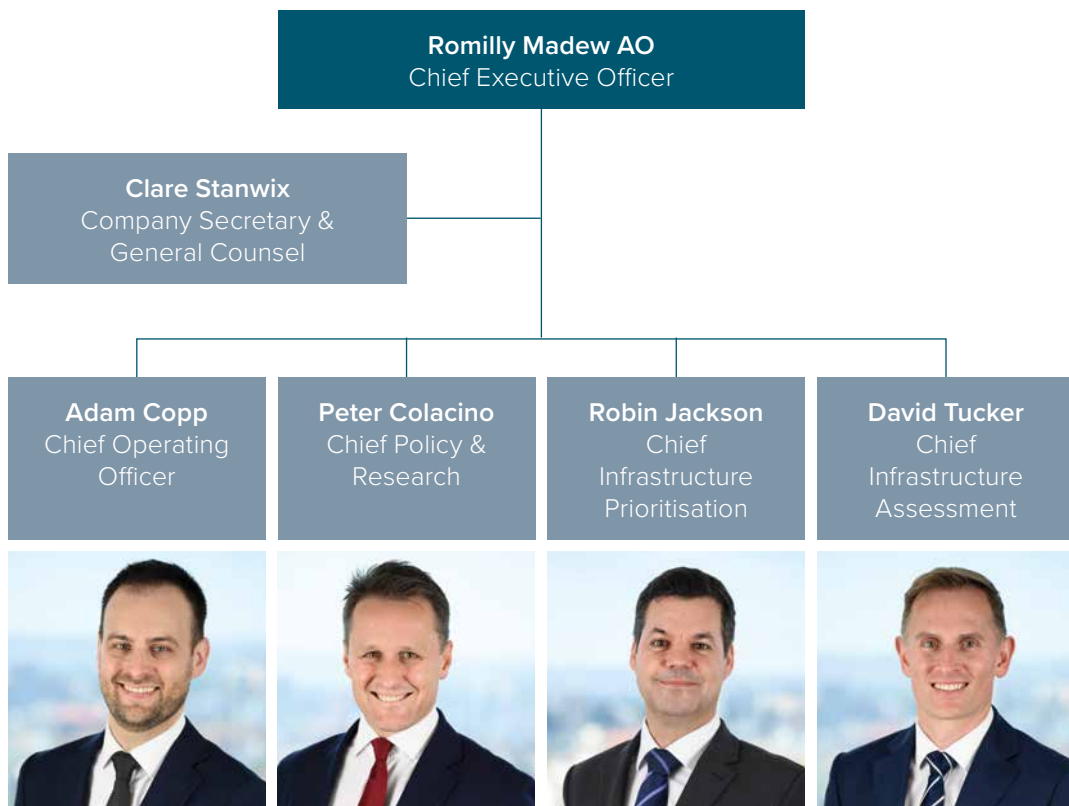 Romilly Madew AO
Chief Executive Officer
Clare Stanwix
Company Secretary &
General Counsel
Adam Copp
Chief Operating
Officer
Peter Colacino
Chief Policy &
Research
Robin Jackson
Chief
Infrastructure
Prioritisation
David Tucker
Chief
Infrastructure
Assessment